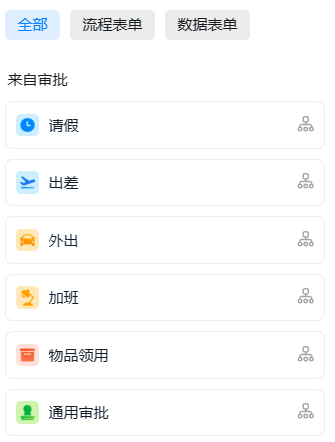 全部 流程表单 数据表单
来自审批
请假
出差
外出
加班
物品领用
通用审批